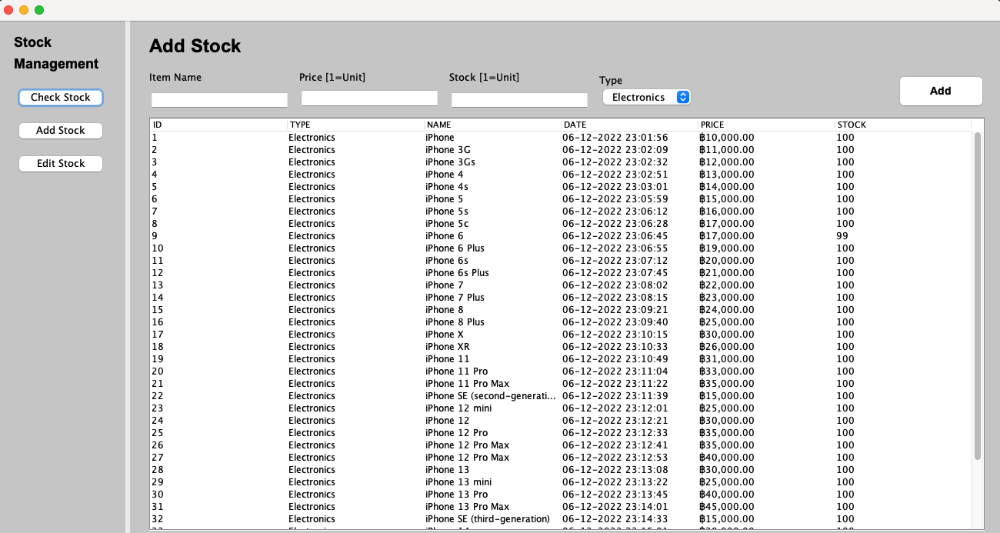 Stock
Management
Check Stock
Add Stock
Edit Stock
Add Stock
Item Name Price [1=Unit] Stock [1=Unit] Type
Electronics
Add
ID TYPE NAME DATE PRICE STOCK
1 Electronics iPhone 06-12-2022 23:01:56 ฿10,000.00 100
2 Electronics iPhone 3G 06-12-2022 23:02:09 ฿11,000.00 100
3 Electronics iPhone 3Gs 06-12-2022 23:02:32 ฿12,000.00 100
4 Electronics iPhone 4 06-12-2022 23:02:51 ฿13,000.00 100
5 Electronics iPhone 4s 06-12-2022 23:03:01 ฿14,000.00 100
6 Electronics iPhone 5 06-12-2022 23:05:59 ฿15,000.00 100
7 Electronics iPhone 5s 06-12-2022 23:06:12 ฿16,000.00 100
8 Electronics iPhone 5c 06-12-2022 23:06:28 ฿17,000.00 100
9 Electronics iPhone 6 06-12-2022 23:06:45 ฿17,000.00 99
10 Electronics iPhone 6 Plus 06-12-2022 23:06:55 ฿19,000.00 100
11 Electronics iPhone 6s 06-12-2022 23:07:12 ฿20,000.00 100
12 Electronics iPhone 6s Plus 06-12-2022 23:07:45 ฿21,000.00 100
13 Electronics iPhone 7 06-12-2022 23:08:02 ฿22,000.00 100
14 Electronics iPhone 7 Plus 06-12-2022 23:08:15 ฿23,000.00 100
15 Electronics iPhone 8 06-12-2022 23:09:21 ฿24,000.00 100
16 Electronics iPhone 8 Plus 06-12-2022 23:09:40 ฿25,000.00 100
17 Electronics iPhone X 06-12-2022 23:10:15 ฿30,000.00 100
18 Electronics iPhone XR 06-12-2022 23:10:33 ฿26,000.00 100
19 Electronics iPhone 11 06-12-2022 23:10:49 ฿31,000.00 100
20 Electronics iPhone 11 Pro 06-12-2022 23:11:04 ฿33,000.00 100
21 Electronics iPhone 11 Pro Max 06-12-2022 23:11:22 ฿35,000.00 100
22 Electronics iPhone SE (second-generati... 06-12-2022 23:11:39 ฿15,000.00 100
23 Electronics iPhone 12 mini 06-12-2022 23:12:01 ฿25,000.00 100
24 Electronics iPhone 12 06-12-2022 23:12:21 ฿30,000.00 100
25 Electronics iPhone 12 Pro 06-12-2022 23:12:33 ฿35,000.00 100
26 Electronics iPhone 12 Pro Max 06-12-2022 23:12:41 ฿35,000.00 100
27 Electronics iPhone 12 Pro Max 06-12-2022 23:12:53 ฿40,000.00 100
28 Electronics iPhone 13 06-12-2022 23:13:08 ฿30,000.00 100
29 Electronics iPhone 13 mini 06-12-2022 23:13:22 ฿25,000.00 100
30 Electronics iPhone 13 Pro 06-12-2022 23:13:45 ฿40,000.00 100
31 Electronics iPhone 13 Pro Max 06-12-2022 23:14:01 ฿45,000.00 100
32 Electronics iPhone SE (third-generation) 06-12-2022 23:14:33 ฿15,000.00 100